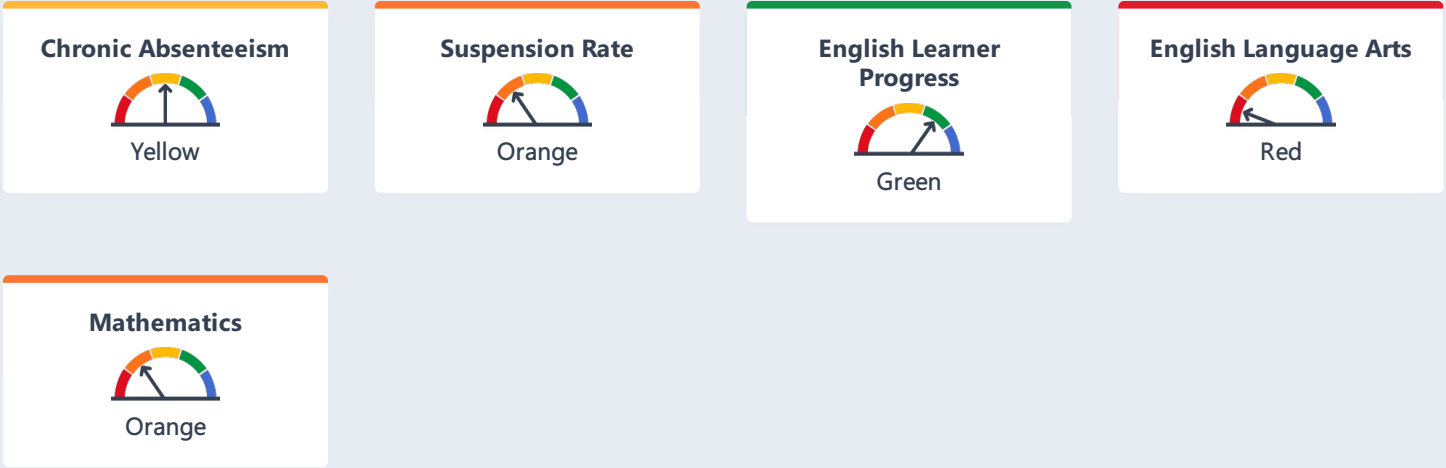 Chronic Absenteeism
Yellow
Suspension Rate
Orange
English Learner
Progress
Green
English Language Arts
Red
Mathematics
Orange